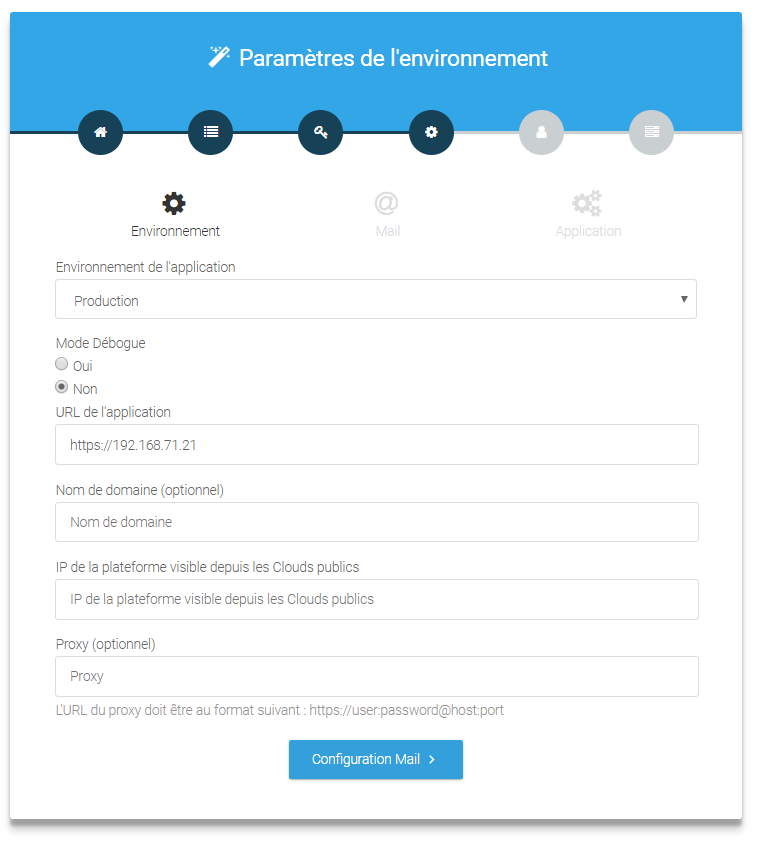 Paramètres de l'environnement
Environnement
Mail
Application
Environnement de l'application
Production
Mode Débogue
Oui
Non
URL de l'application
https://192.168.71.21
Nom de domaine (optionnel)
Nom de domaine
IP de la plateforme visible depuis les Clouds publics
IP de la plateforme visible depuis les Clouds publics
Proxy (optionnel)
Proxy
L'URL du proxy doit être au format suivant : https://user:password@host:port
Configuration Mail